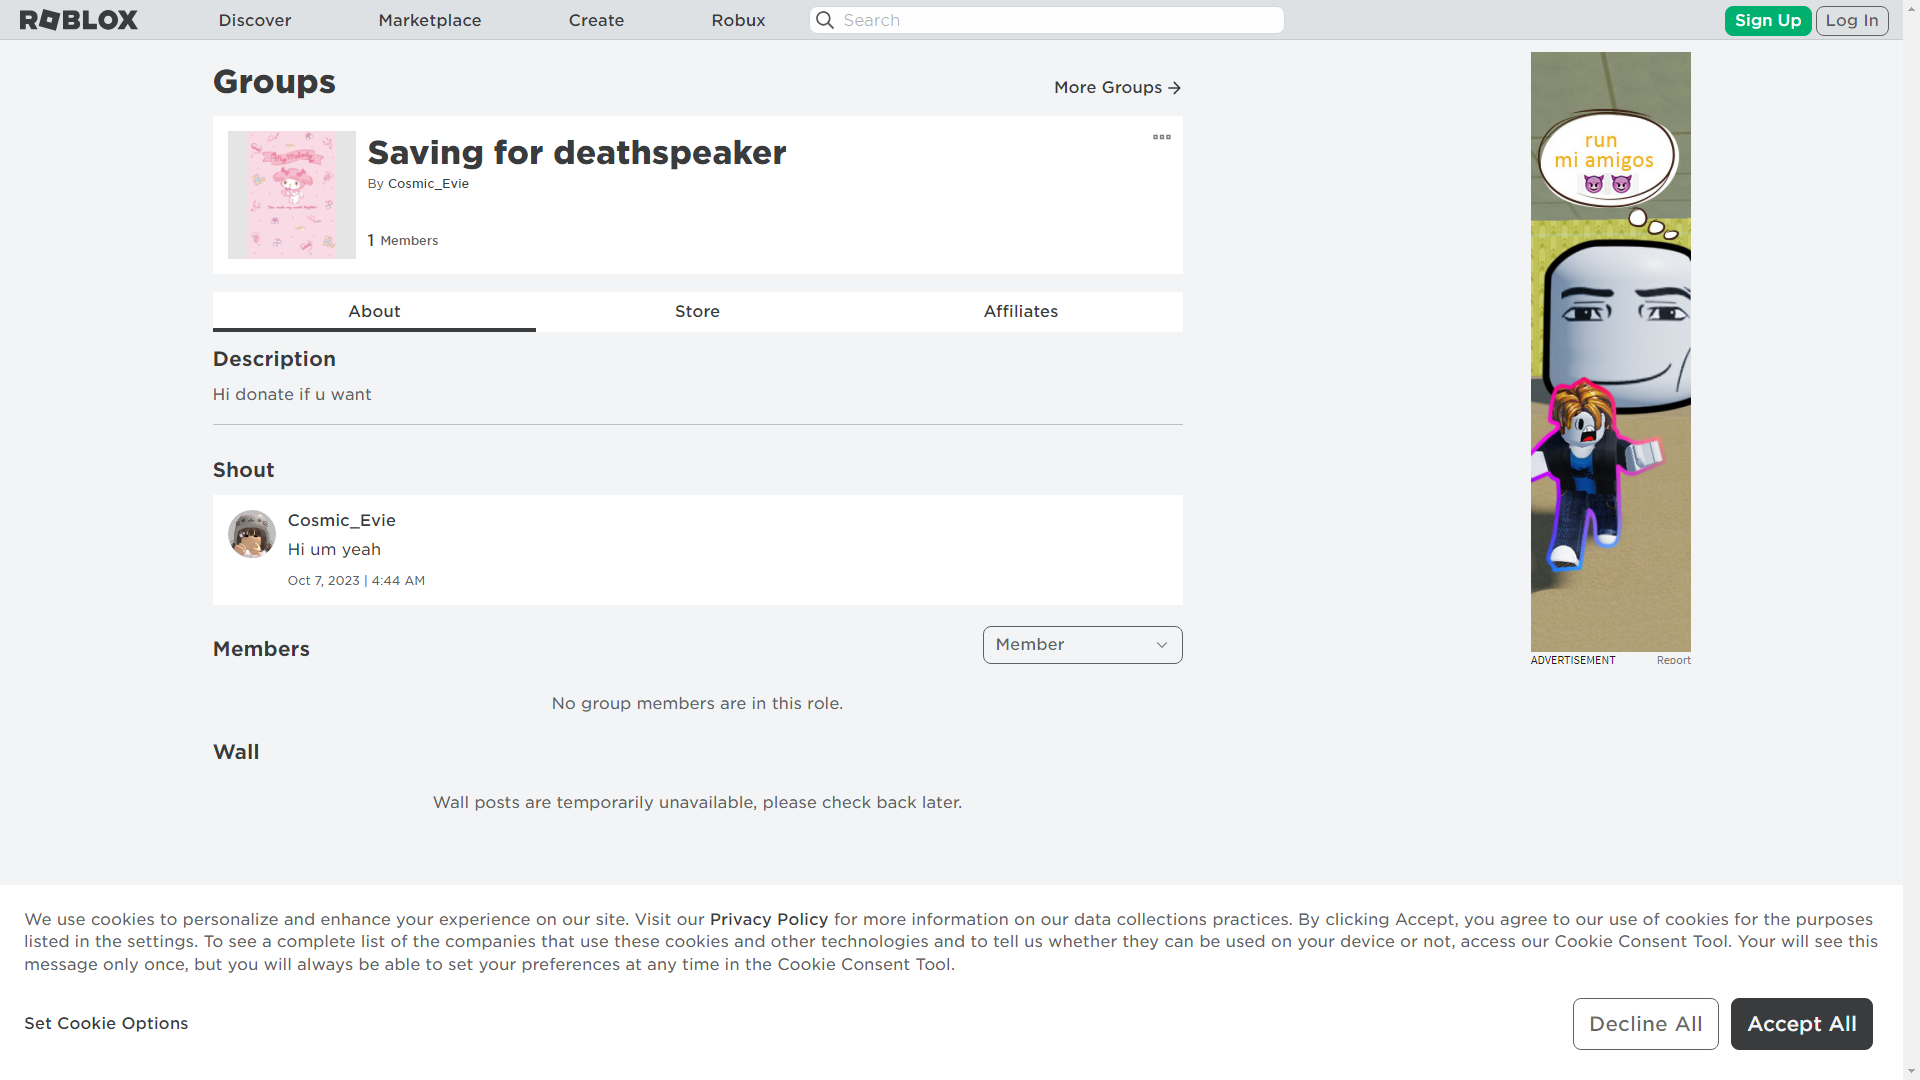 ROBLOX
Discover
Marketplace
Create
Robux
Search
Sign Up
Log In
Groups
More Groups
Saving for deathspeaker
By Cosmic_Evie
1 Members
About
Store
Affiliates
Description
Hi donate if u want
Shout
Cosmic_Evie
Hi um yeah
Oct 7, 2023 | 4:44 AM
Members
Member
No group members are in this role.
Wall
Wall posts are temporarily unavailable, please check back later.
run
mi amigos
ADVERTISEMENT
Report
We use cookies to personalize and enhance your experience on our site. Visit our Privacy Policy for more information on our data collections practices. By clicking Accept, you agree to our use of cookies for the purposes
listed in the settings. To see a complete list of the companies that use these cookies and other technologies and to tell us whether they can be used on your device or not, access our Cookie Consent Tool. Your will see this
message only once, but you will always be able to set your preferences at any time in the Cookie Consent Tool.
Set Cookie Options
Decline All
Accept All